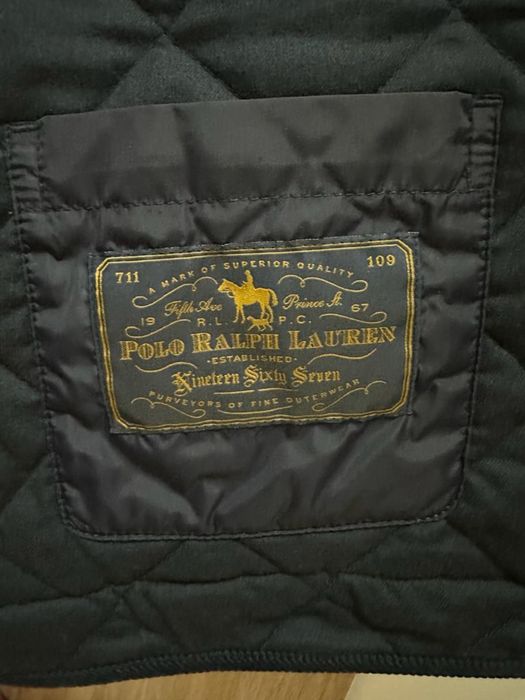 711 109
A MARK OF SUPERIOR QUALITY
Fifth Ave Prince St.
19 R.L. P.C. 67
POLO RALPH LAUREN
-ESTABLISHED-
Nineteen Sixty Seven
PURVEYORS OF FINE OUTERWEAR